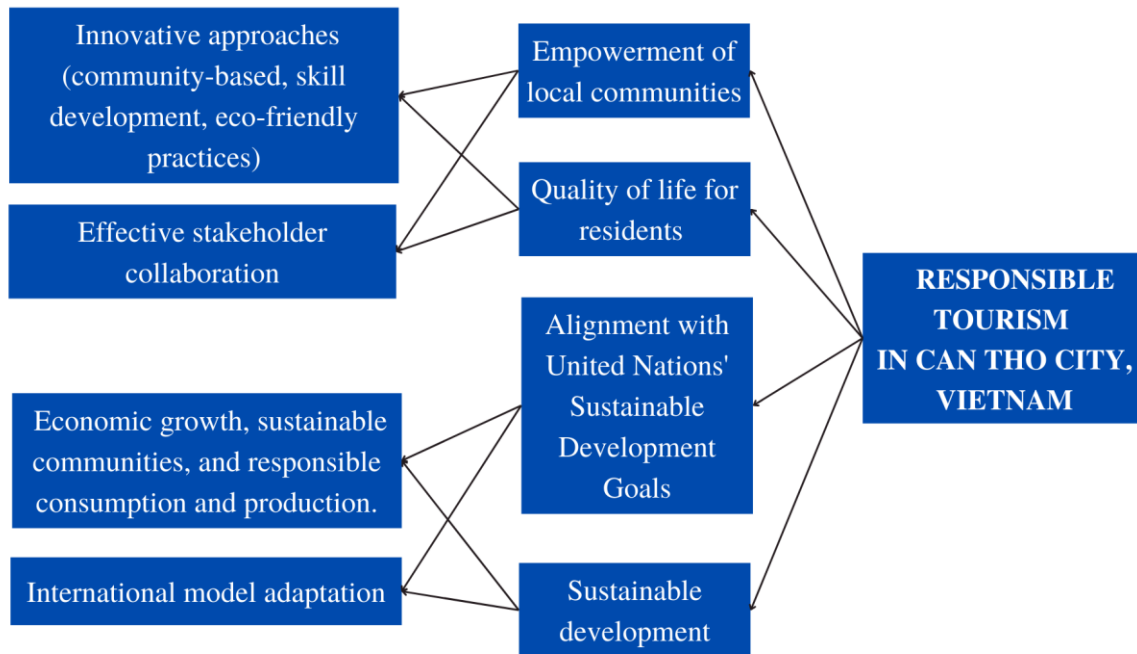 Innovative approaches
(community-based, skill
development, eco-friendly
practices)
Effective stakeholder
collaboration
Economic growth, sustainable
communities, and responsible
consumption and production.
International model adaptation
Empowerment of
local communities
Quality of life for
residents
Alignment with
United Nations'
Sustainable
Development
Goals
Sustainable
development
RESPONSIBLE
TOURISM
IN CAN THO CITY,
VIETNAM